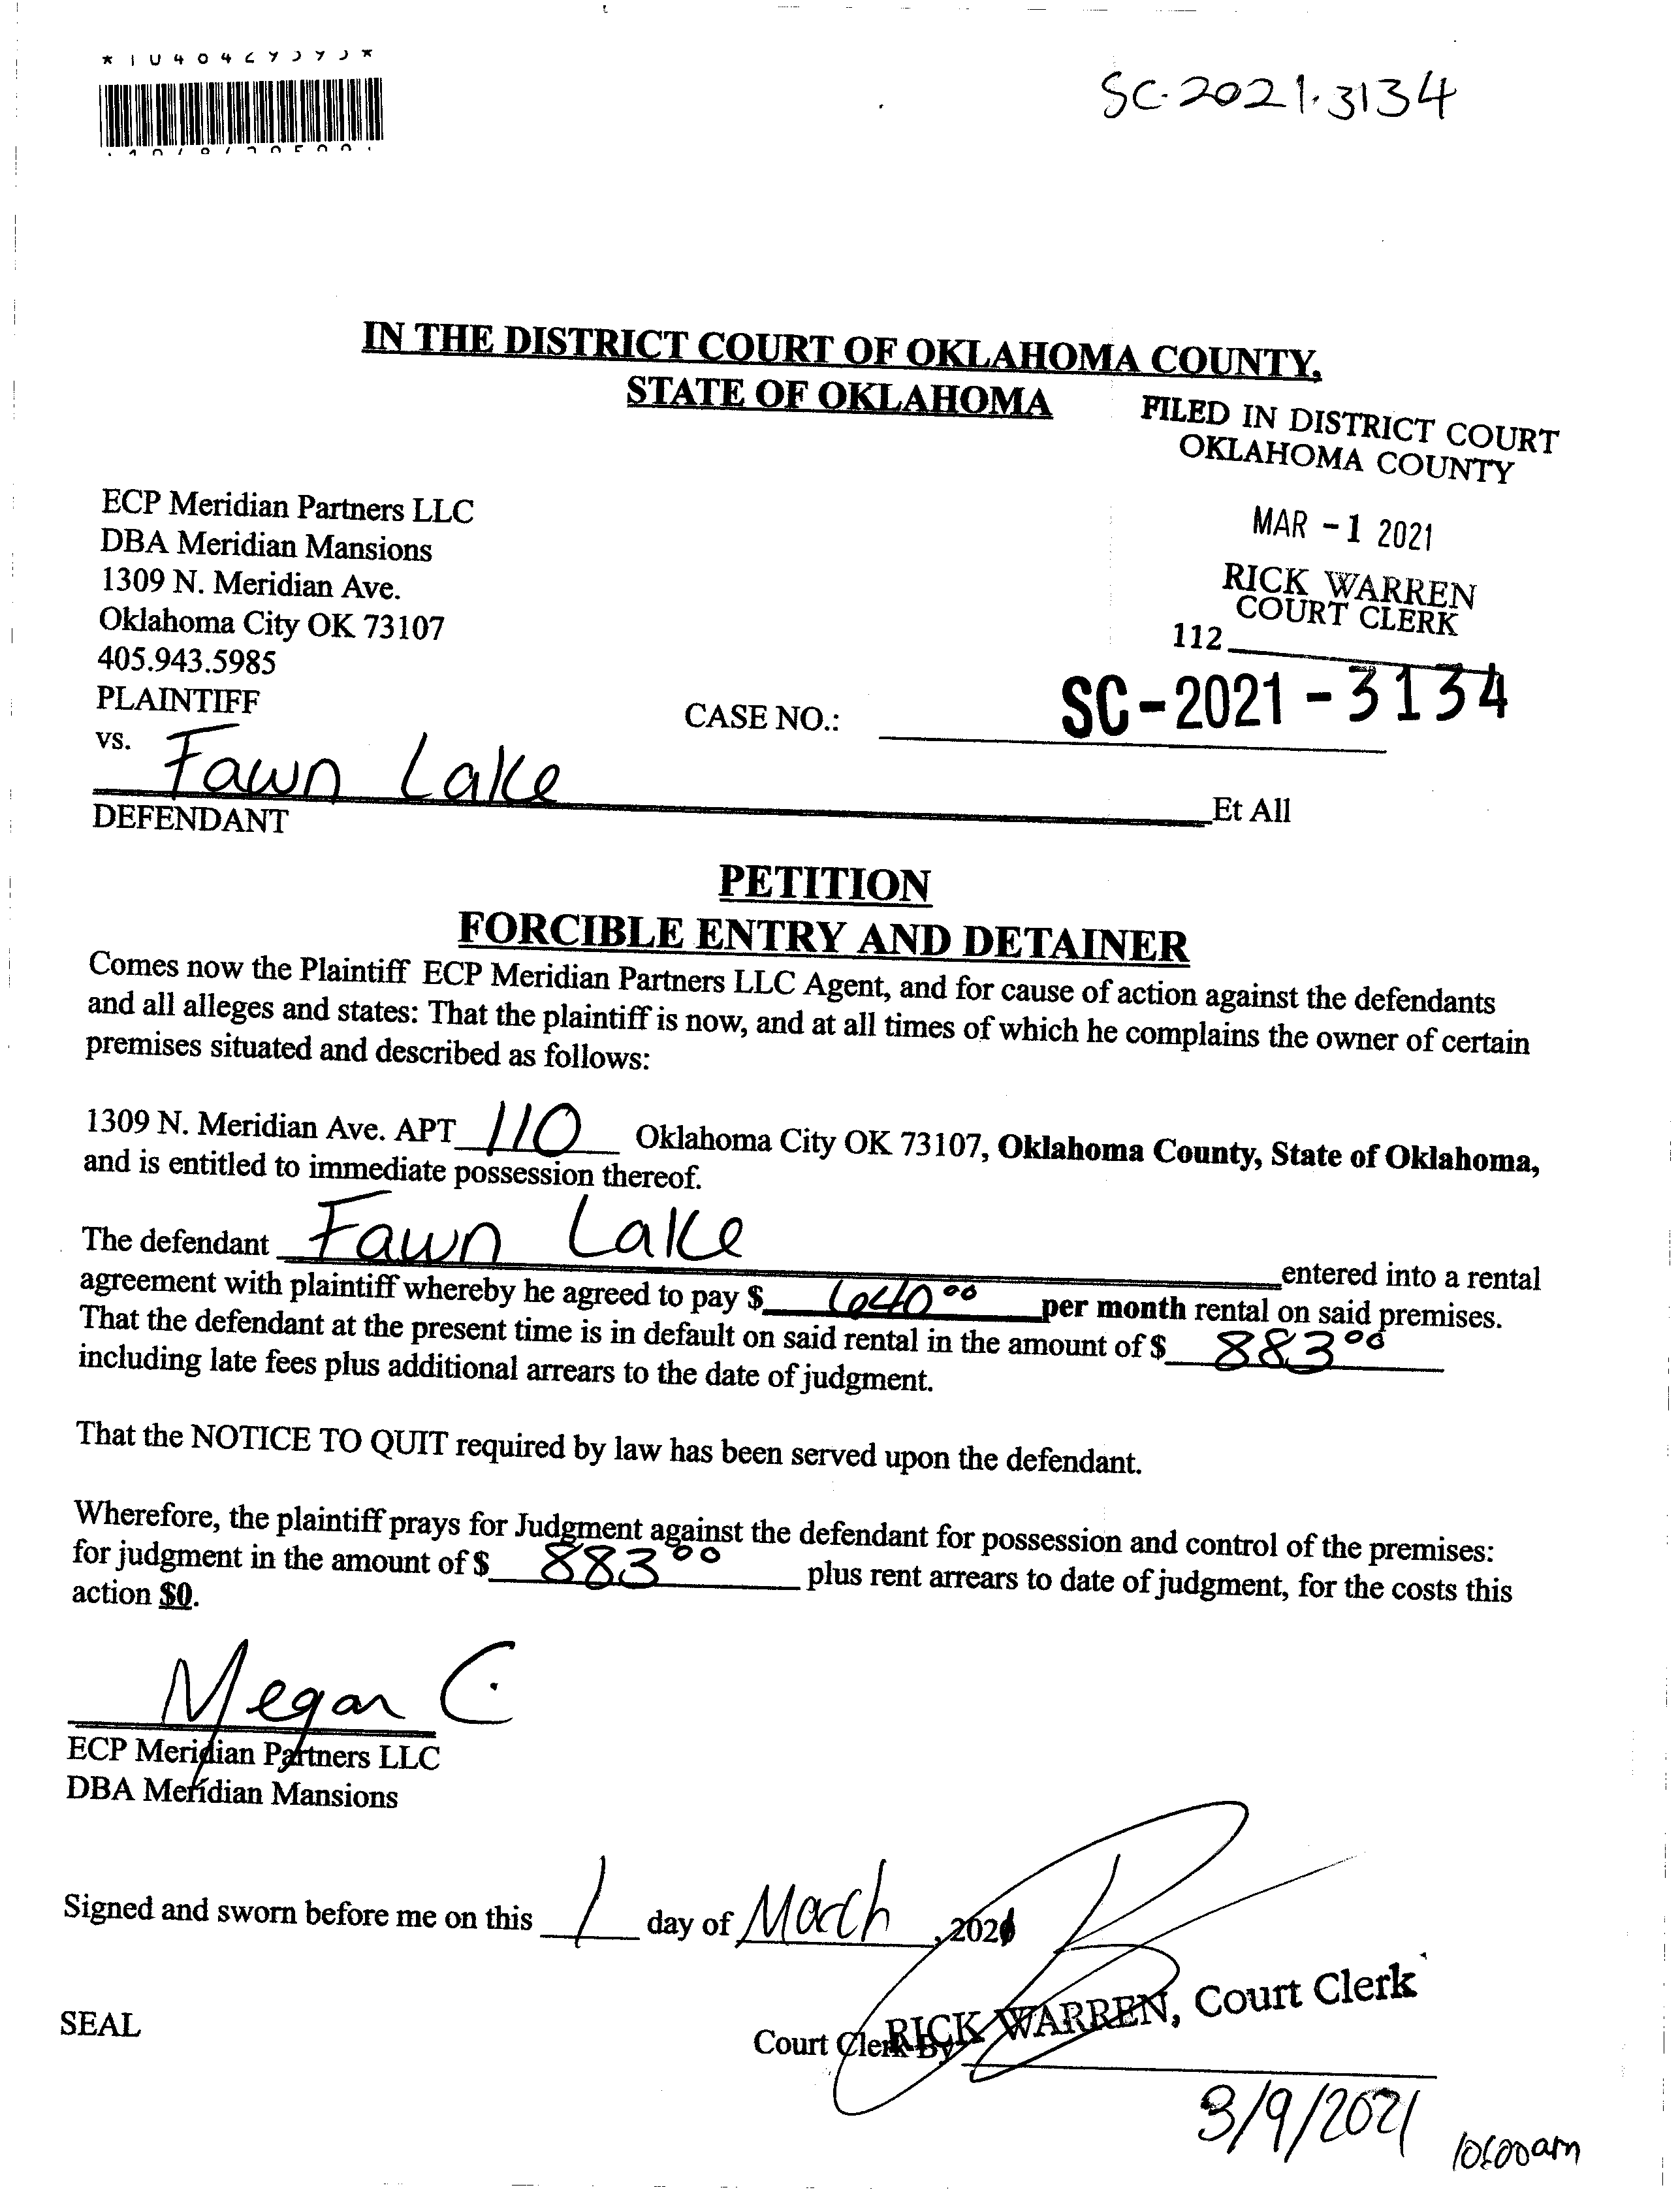 SC-2021-3134
IN THE DISTRICT COURT OF OKLAHOMA COUNTY,
STATE OF OKLAHOMA
FILED IN DISTRICT COURT
OKLAHOMA COUNTY
MAR -1 2021
RICK WARREN
COURT CLERK
112
ECP Meridian Partners LLC
DBA Meridian Mansions
1309 N. Meridian Ave.
Oklahoma City OK 73107
405.943.5985
PLAINTIFF
CASE NO.: SC-2021-3134
vs.
Fawn Lake Et All
DEFENDANT
PETITION
FORCIBLE ENTRY AND DETAINER
Comes now the Plaintiff ECP Meridian Partners LLC Agent, and for cause of action against the defendants
and all alleges and states: That the plaintiff is now, and at all times of which he complains the owner of certain
premises situated and described as follows:
1309 N. Meridian Ave. APT 110 Oklahoma City OK 73107, Oklahoma County, State of Oklahoma,
and is entitled to immediate possession thereof.
The defendant Fawn Lake entered into a rental
agreement with plaintiff whereby he agreed to pay $ 640 00 per month rental on said premises.
That the defendant at the present time is in default on said rental in the amount of $ 883 00
including late fees plus additional arrears to the date of judgment.
That the NOTICE TO QUIT required by law has been served upon the defendant.
Wherefore, the plaintiff prays for Judgment against the defendant for possession and control of the premises:
for judgment in the amount of $ 883 00 plus rent arrears to date of judgment, for the costs this
action $0.
Megan C.
ECP Meridian Partners LLC
DBA Meridian Mansions
Signed and sworn before me on this 1 day of March, 2021
SEAL
Court Clerk By
RICK WARREN, Court Clerk
3/9/2021
10:00am